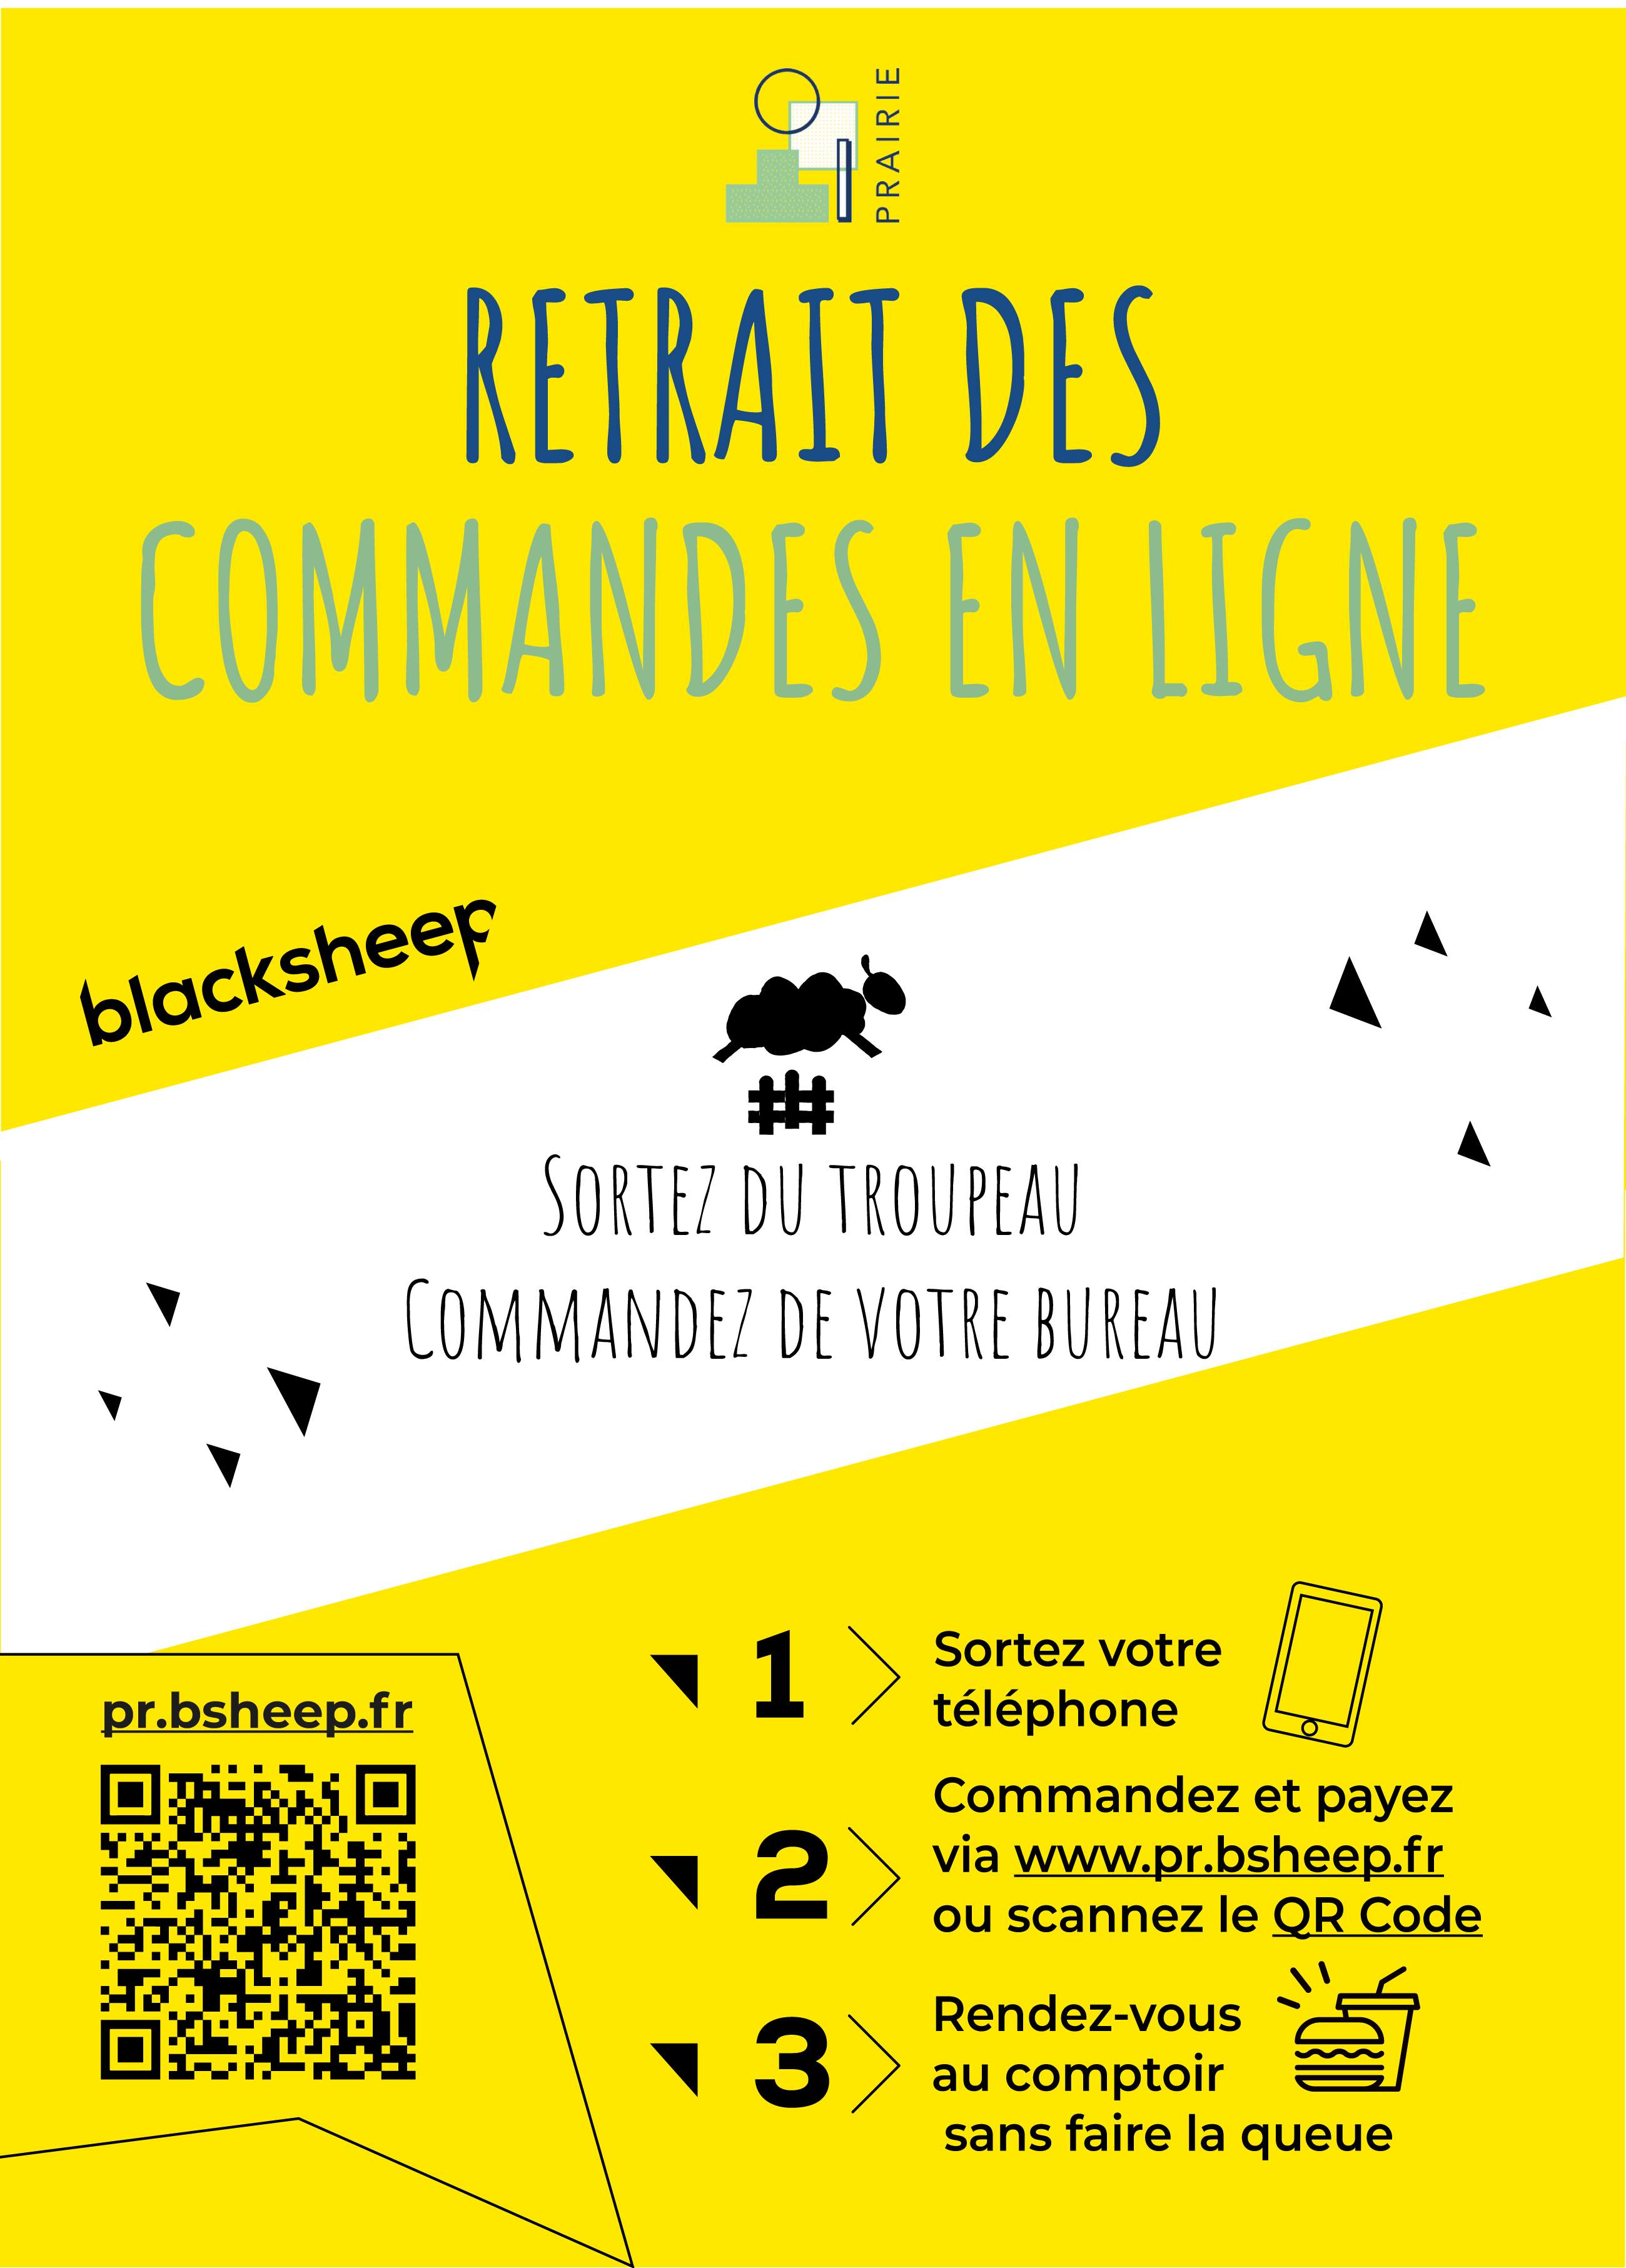 PRAIRIE
RETRAIT DES
COMMANDES EN LIGNE
blacksheep
SORTEZ DU TROUPEAU
COMMANDEZ DE VOTRE BUREAU
pr.bsheep.fr
1
Sortez votre
téléphone
2
Commandez et payez
via www.pr.bsheep.fr
ou scannez le QR Code
3
Rendez-vous
au comptoir
sans faire la queue